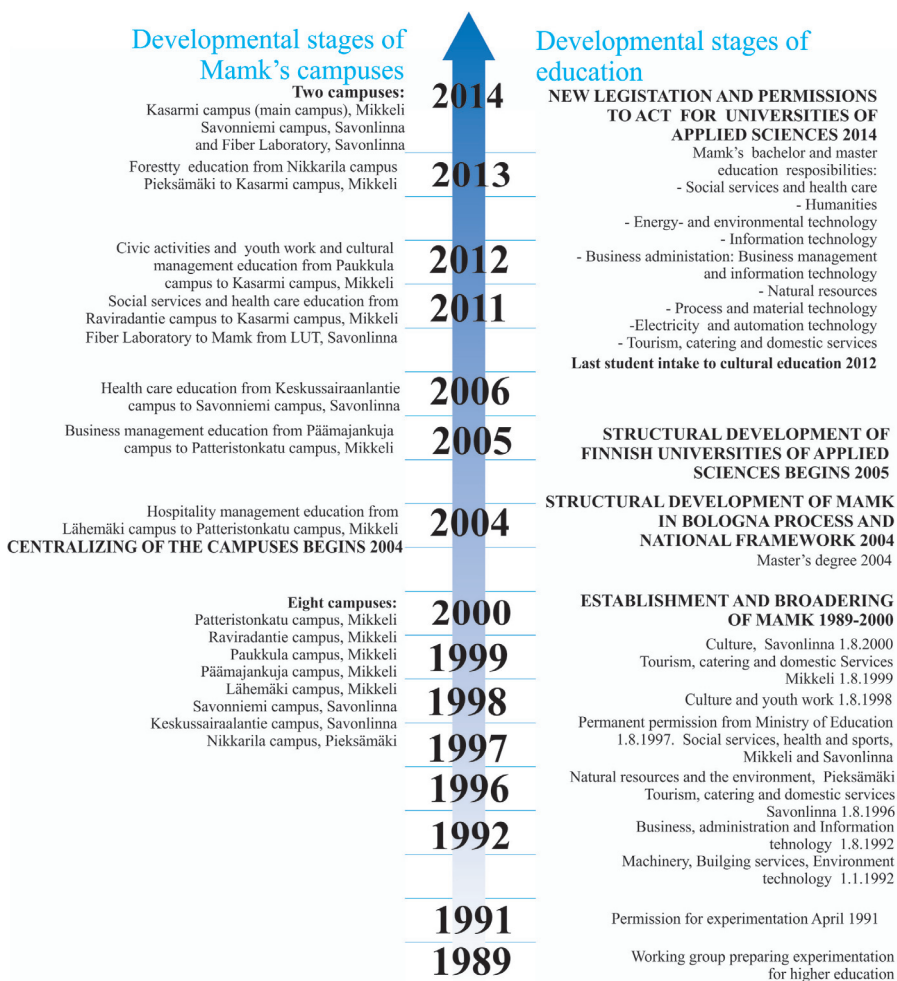 Developmental stages of
Mamk's campuses
Two campuses:
Kasarmi campus (main campus), Mikkeli
Savonniemi campus, Savonlinna
and Fiber Laboratory, Savonlinna
Forestty education from Nikkarila campus
Pieksämäki to Kasarmi campus, Mikkeli
Civic activities and youth work and cultural
management education from Paukkula
campus to Kasarmi campus, Mikkeli
Social services and health care education from
Raviradantie campus to Kasarmi campus, Mikkeli
Fiber Laboratory to Mamk from LUT, Savonlinna
Health care education from Keskussairaanlantie
campus to Savonniemi campus, Savonlinna
Business management education from Päämajankuja
campus to Patteristonkatu campus, Mikkeli
Hospitality management education from
Lähemäki campus to Patteristonkatu campus, Mikkeli
CENTRALIZING OF THE CAMPUSES BEGINS 2004
Eight campuses:
Patteristonkatu campus, Mikkeli
Raviradantie campus, Mikkeli
Paukkula campus, Mikkeli
Päämajankuja campus, Mikkeli
Lähemäki campus, Mikkeli
Savonniemi campus, Savonlinna
Keskussairaalantie campus, Savonlinna
Nikkarila campus, Pieksämäki
2014
2013
2012
2011
2006
2005
2004
2000
1999
1998
1997
1996
1992
1991
1989
Developmental stages of
education
NEW LEGISTATION AND PERMISSIONS
TO ACT FOR UNIVERSITIES OF
APPLIED SCIENCES 2014
Mamk's bachelor and master
education resposibilities:
- Social services and health care
- Humanities
- Energy- and environmental technology
- Information technology
- Business administation: Business management
and information technology
- Natural resources
- Process and material technology
-Electricity and automation technology
- Tourism, catering and domestic services
Last student intake to cultural education 2012
STRUCTURAL DEVELOPMENT OF
FINNISH UNIVERSITIES OF APPLIED
SCIENCES BEGINS 2005
STRUCTURAL DEVELOPMENT OF MAMK
IN BOLOGNA PROCESS AND
NATIONAL FRAMEWORK 2004
Master's degree 2004
ESTABLISHMENT AND BROADERING
OF MAMK 1989-2000
Culture, Savonlinna 1.8.2000
Tourism, catering and domestic Services
Mikkeli 1.8.1999
Culture and youth work 1.8.1998
Permanent permission from Ministry of Education
1.8.1997. Social services, health and sports,
Mikkeli and Savonlinna
Natural resources and the environment, Pieksämäki
Tourism, catering and domestic services
Savonlinna 1.8.1996
Business, administration and Information
tehnology 1.8.1992
Machinery, Builging services, Environment
technology 1.1.1992
Permission for experimentation April 1991
Working group preparing experimentation
for higher education